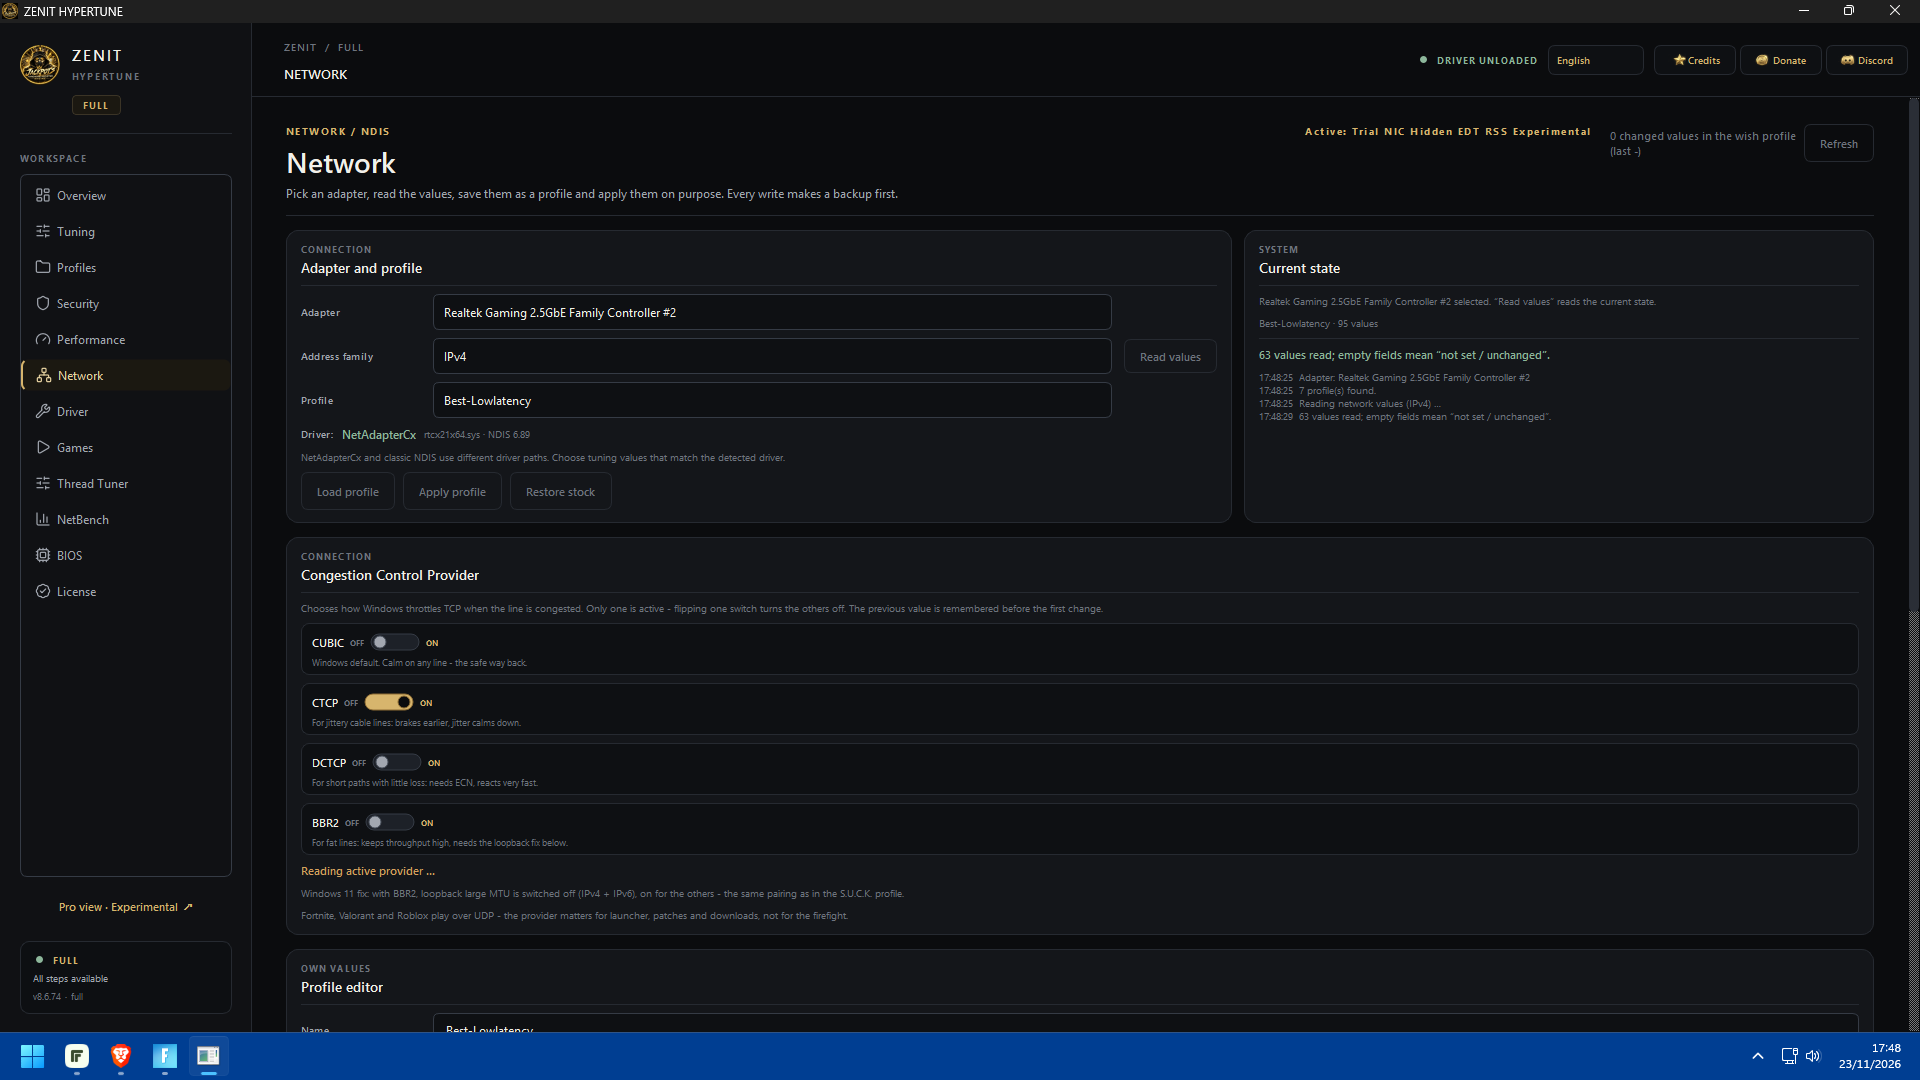 ZENIT HYPERTUNE
ZENIT
HYPERTUNE
FULL
WORKSPACE
Overview
Tuning
Profiles
Security
Performance
Network
Driver
Games
Thread Tuner
NetBench
BIOS
License
Pro view · Experimental ↗
FULL
All steps available
v8.6.74 - full
ZENIT / FULL
NETWORK
DRIVER UNLOADED
English
Credits
Donate
Discord
NETWORK / NDIS
Network
Pick an adapter, read the values, save them as a profile and apply them on purpose. Every write makes a backup first.
Active: Trial NIC Hidden EDT RSS Experimental
0 changed values in the wish profile
(last -)
Refresh
CONNECTION
Adapter and profile
Adapter
Realtek Gaming 2.5GbE Family Controller #2
Address family
IPv4
Read values
Profile
Best-Lowlatency
Driver: NetAdapterCx rtcx21x64.sys · NDIS 6.89
NetAdapterCx and classic NDIS use different driver paths. Choose tuning values that match the detected driver.
Load profile
Apply profile
Restore stock
SYSTEM
Current state
Realtek Gaming 2.5GbE Family Controller #2 selected. "Read values" reads the current state.
Best-Lowlatency · 95 values
63 values read; empty fields mean "not set / unchanged".
17:48:25 Adapter: Realtek Gaming 2.5GbE Family Controller #2
17:48:25 7 profile(s) found.
17:48:25 Reading network values (IPv4) ...
17:48:29 63 values read; empty fields mean "not set / unchanged".
CONNECTION
Congestion Control Provider
Chooses how Windows throttles TCP when the line is congested. Only one is active - flipping one switch turns the others off. The previous value is remembered before the first change.
CUBIC OFF ON
Windows default. Calm on any line - the safe way back.
CTCP OFF ON
For jittery cable lines: brakes earlier, jitter calms down.
DCTCP OFF ON
For short paths with little loss: needs ECN, reacts very fast.
BBR2 OFF ON
For fat lines: keeps throughput high, needs the loopback fix below.
Reading active provider ...
Windows 11 fix: with BBR2, loopback large MTU is switched off (IPv4 + IPv6), on for the others - the same pairing as in the S.U.C.K. profile.
Fortnite, Valorant and Roblox play over UDP - the provider matters for launcher, patches and downloads, not for the firefight.
OWN VALUES
Profile editor
Name
Best-Lowlatency
17:48
23/11/2026